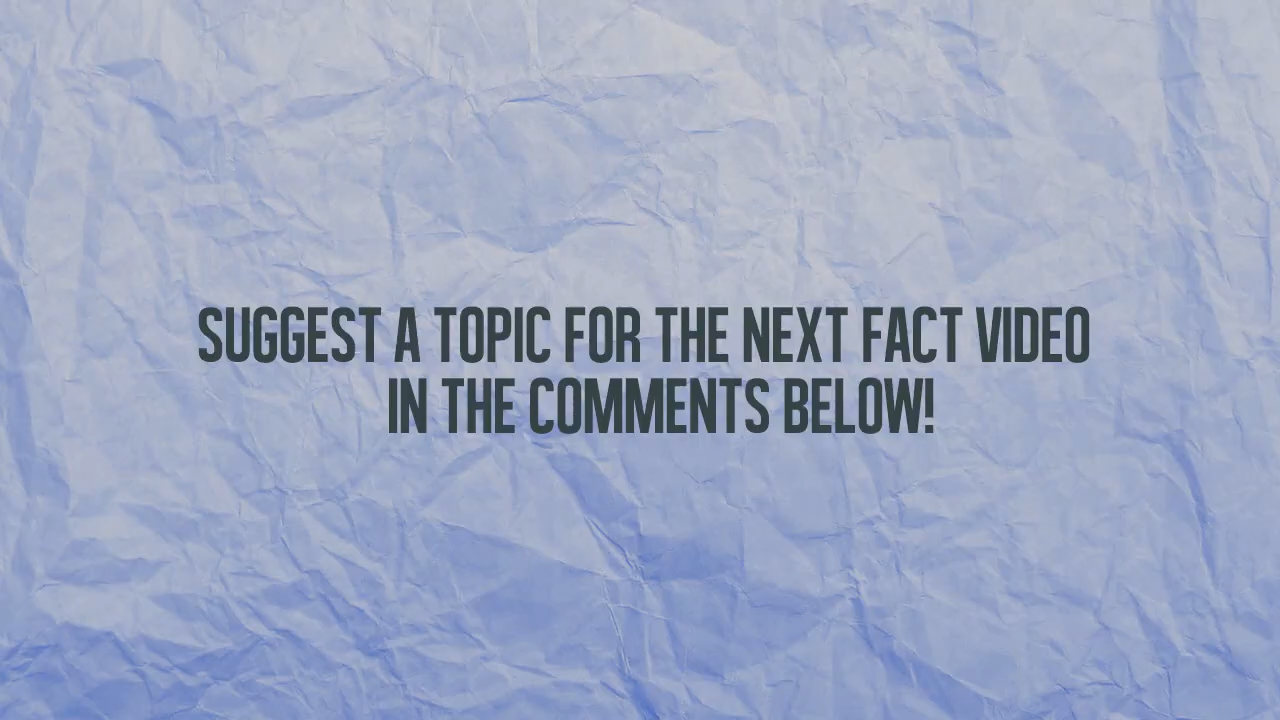 SUGGEST A TOPIC FOR THE NEXT FACT VIDEO
IN THE COMMENTS BELOW!